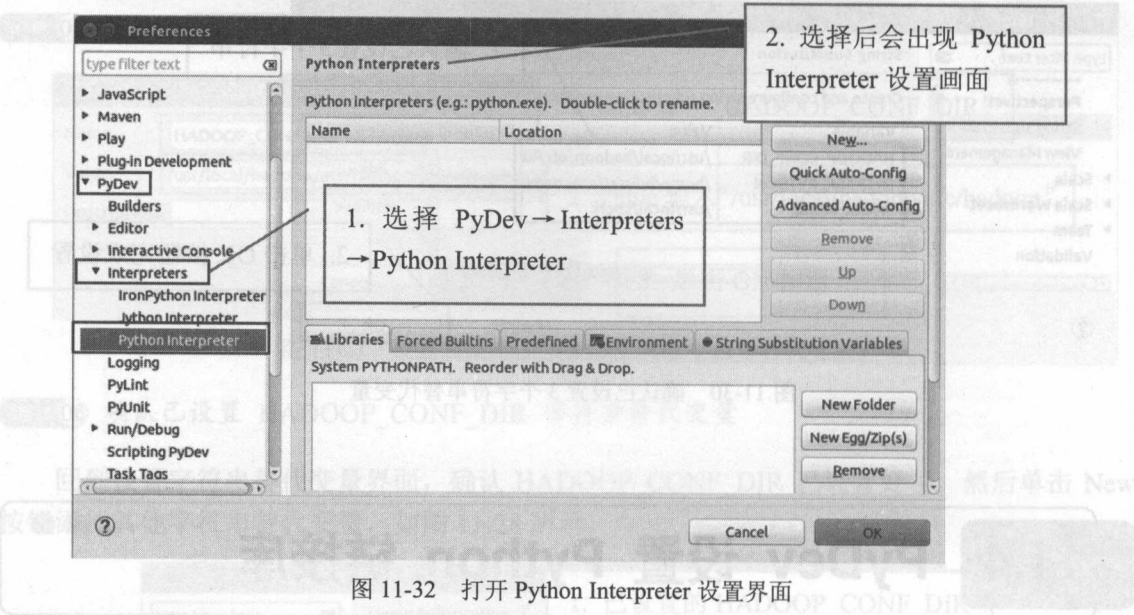 Preferences
2. 选择后会出现 Python
Interpreter 设置画面
type filter text
JavaScript
Maven
Play
Plug-in Development
PyDev
Builders
Editor
Interactive Console
Interpreters
IronPython Interpreter
Jython Interpreter
Python Interpreter
Logging
PyLint
PyUnit
Run/Debug
Scripting PyDev
Task Tags
Python Interpreters
Python interpreters (e.g.: python.exe). Double-click to rename.
Name Location
1. 选择 PyDev→Interpreters
→Python Interpreter
New...
Quick Auto-Config
Advanced Auto-Config
Remove
Up
Down
Libraries Forced Builtins Predefined Environment String Substitution Variables
System PYTHONPATH. Reorder with Drag & Drop.
New Folder
New Egg/Zip(s)
Remove
Cancel OK
图 11-32 打开 Python Interpreter 设置界面